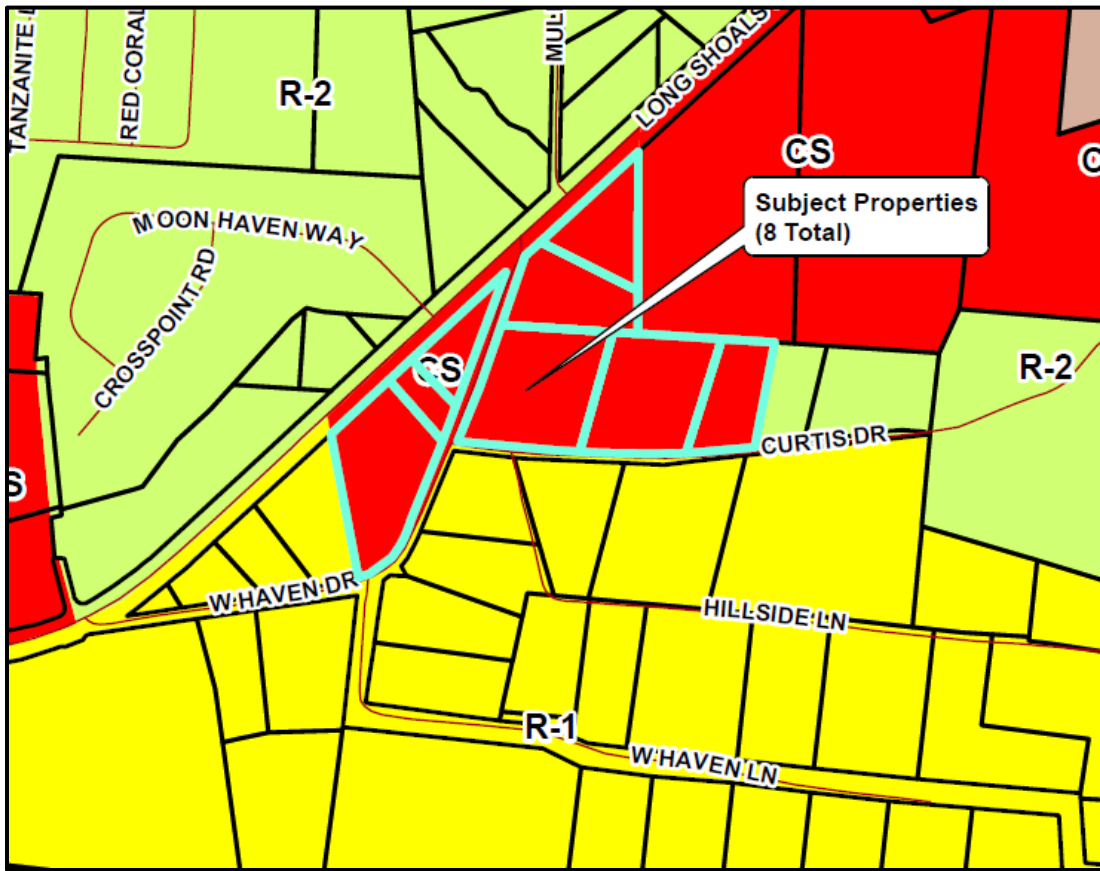 TANZANITE L
RED CORAL
R-2
MUL
LONG SHOALS
CS
C
Subject Properties
(8 Total)
MOON HAVEN WAY
CROSSPOINT RD
CS
R-2
S
CURTIS DR
W HAVEN DR
HILLSIDE LN
R-1
W HAVEN LN